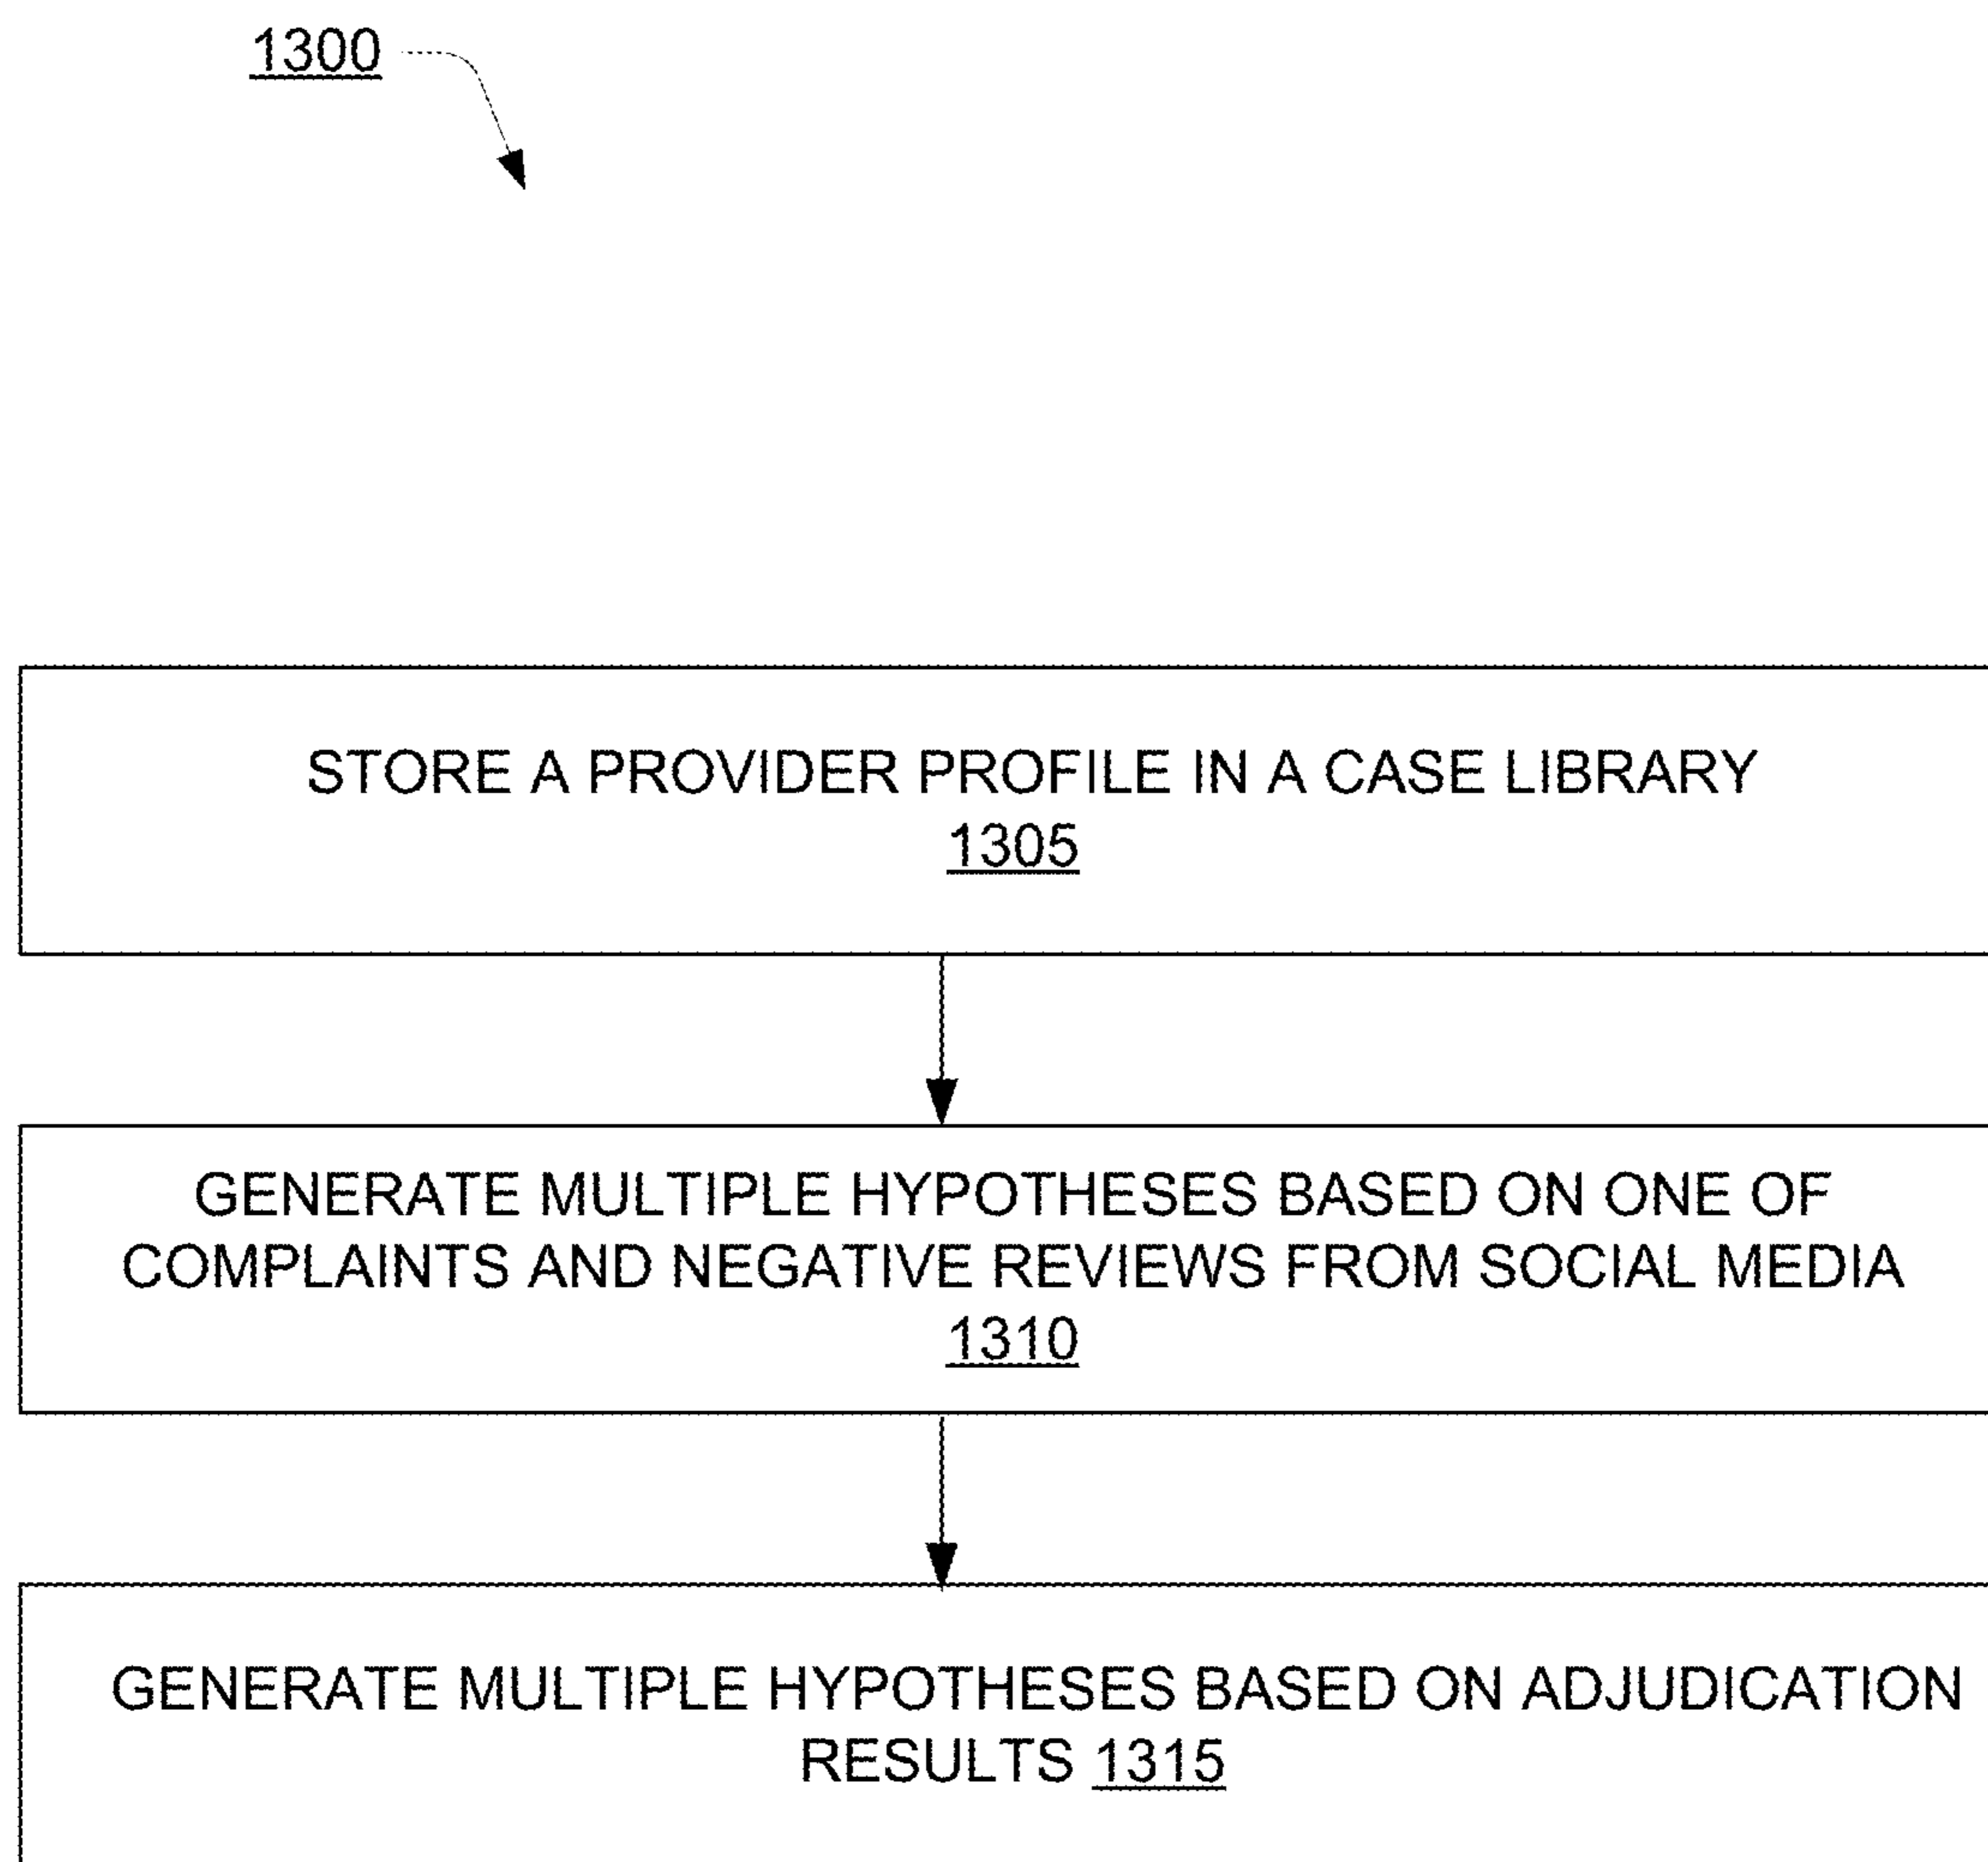 1300
STORE A PROVIDER PROFILE IN A CASE LIBRARY
1305
GENERATE MULTIPLE HYPOTHESES BASED ON ONE OF
COMPLAINTS AND NEGATIVE REVIEWS FROM SOCIAL MEDIA
1310
GENERATE MULTIPLE HYPOTHESES BASED ON ADJUDICATION
RESULTS 1315